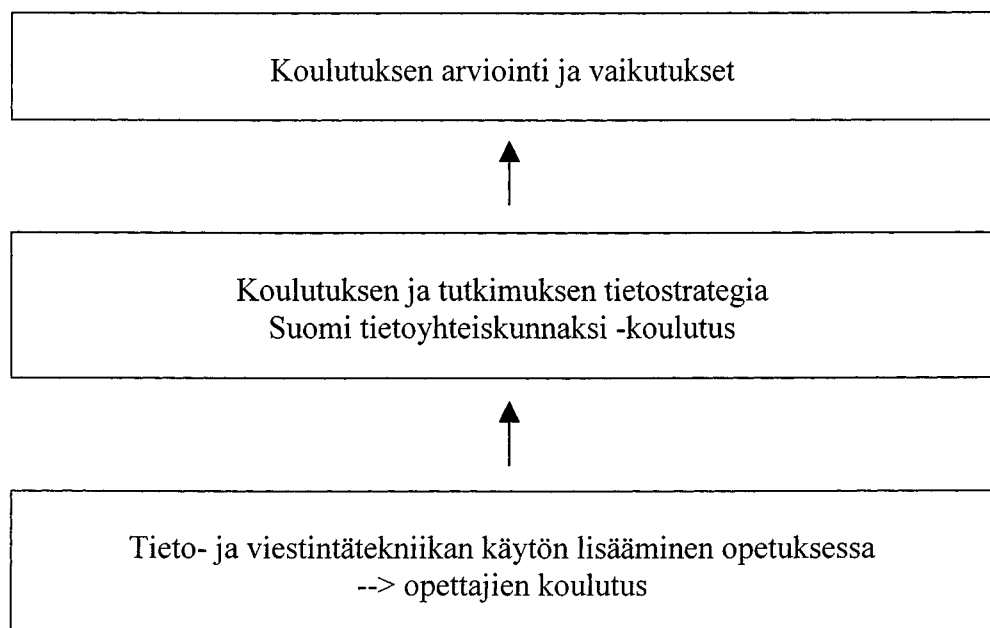 Koulutuksen arviointi ja vaikutukset
Koulutuksen ja tutkimuksen tietostrategia
Suomi tietoyhteiskunnaksi -koulutus
Tieto- ja viestintätekniikan käytön lisääminen opetuksessa
--> opettajien koulutus